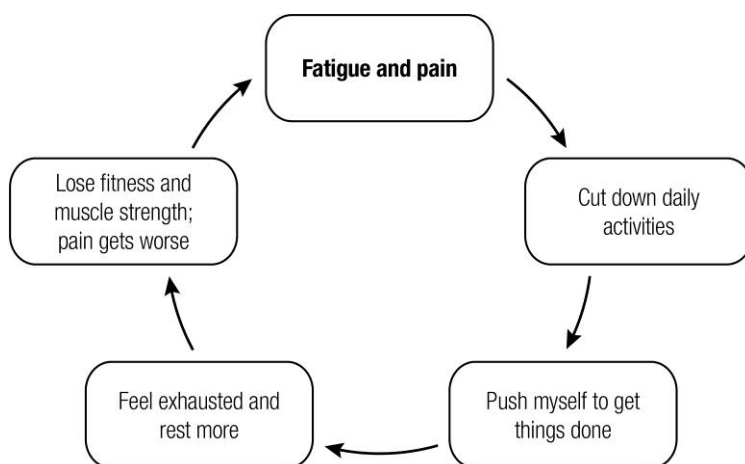 Fatigue and pain
Cut down daily
activities
Push myself to get
things done
Feel exhausted and
rest more
Lose fitness and
muscle strength;
pain gets worse